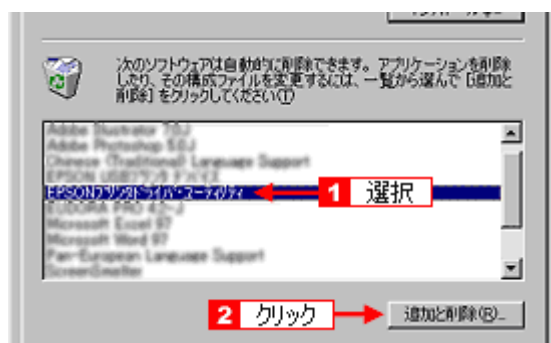 次のソフトウェアは自動的に削除できます。アプリケーションを削除
したり、その構成ファイルを変更するには、一覧から選んで [追加と
削除] をクリックしてください(T)
Adobe Illustrator 7.0J
Adobe Photoshop 5.0J
Chinese (Traditional) Language Support
EPSON USBプリンタ デバイス
EPSONプリンタドライバ・ユーティリティ
1 選択
EUDORA PRO 4.2-J
Microsoft Excel 97
Microsoft Word 97
Pan-European Language Support
2 クリック
追加と削除(R)...